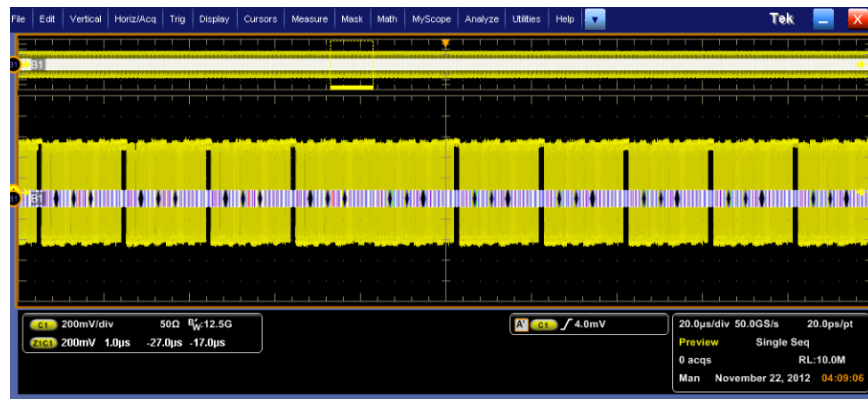 File Edit Vertical Horiz/Acq Trig Display Cursors Measure Mask Math MyScope Analyze Utilities Help Tek X
B1
B1
C1 200mV/div 50Ω BW:12.5G
Z1C1 200mV 1.0µs -27.0µs -17.0µs
A' C1 4.0mV
20.0µs/div 50.0GS/s 20.0ps/pt
Preview Single Seq
0 acqs RL:10.0M
Man November 22, 2012 04:09:06